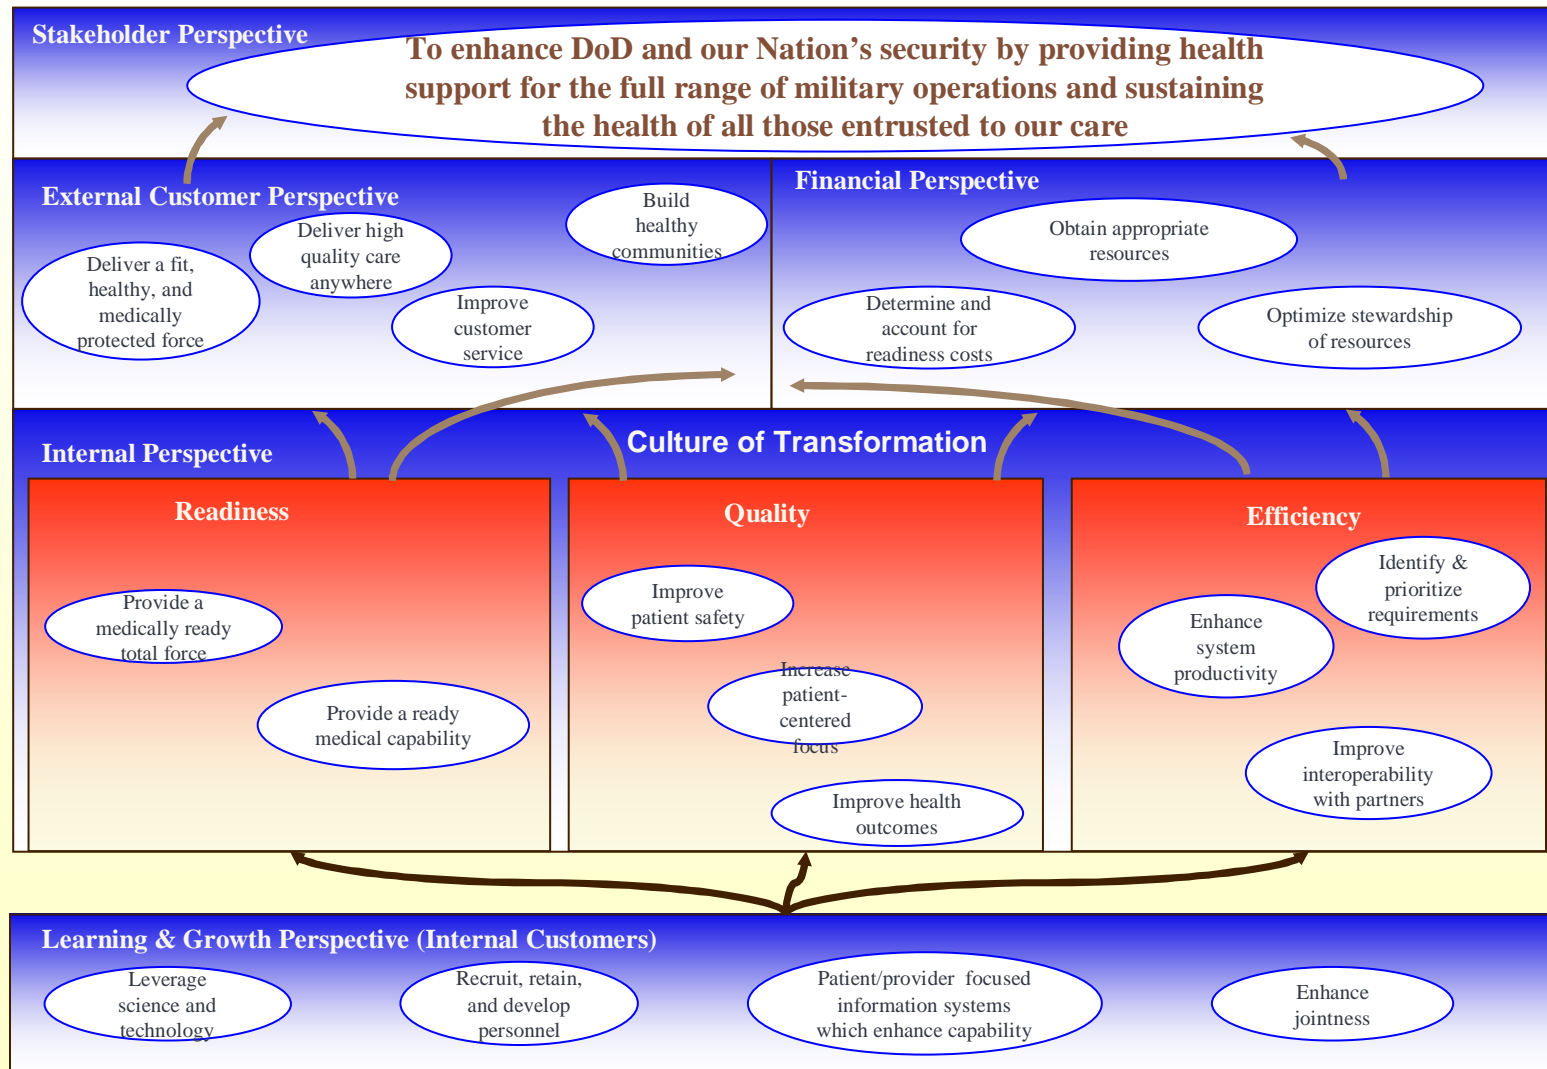 Stakeholder Perspective
To enhance DoD and our Nation’s security by providing health
support for the full range of military operations and sustaining
the health of all those entrusted to our care
External Customer Perspective
Deliver a fit,
healthy, and
medically
protected force
Deliver high
quality care
anywhere
Improve
customer
service
Build
healthy
communities
Financial Perspective
Obtain appropriate
resources
Determine and
account for
readiness costs
Optimize stewardship
of resources
Internal Perspective
Culture of Transformation
Readiness
Provide a
medically ready
total force
Provide a ready
medical capability
Quality
Improve
patient safety
Increase
patient-
centered
focus
Improve health
outcomes
Efficiency
Identify &
prioritize
requirements
Enhance
system
productivity
Improve
interoperability
with partners
Learning & Growth Perspective (Internal Customers)
Leverage
science and
technology
Recruit, retain,
and develop
personnel
Patient/provider focused
information systems
which enhance capability
Enhance
jointness